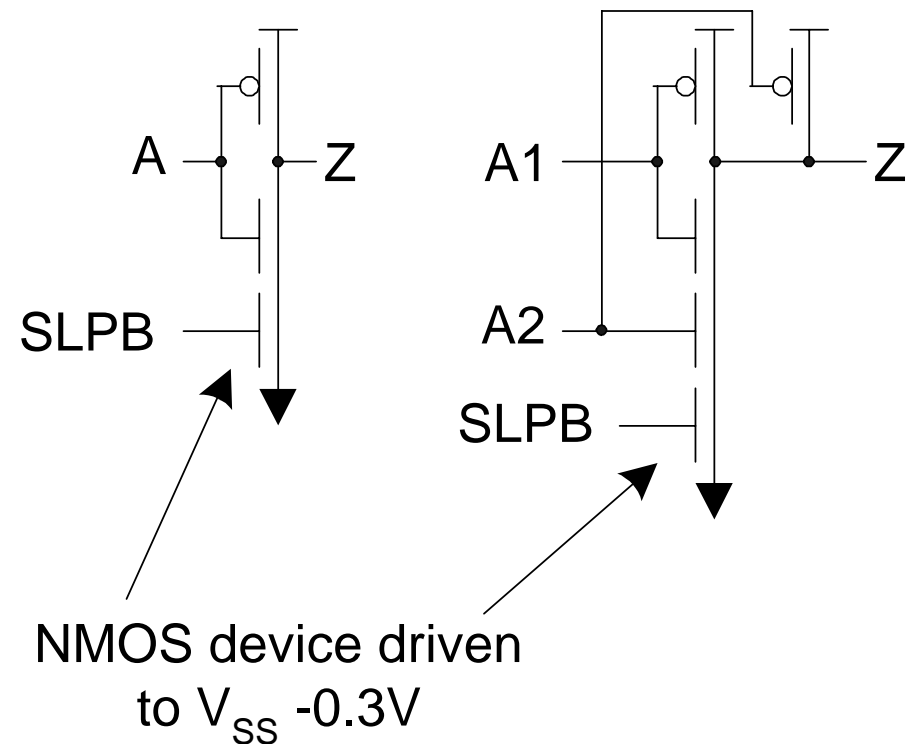 A
Z
SLPB
A1
Z
A2
SLPB
NMOS device driven
to VSS -0.3V